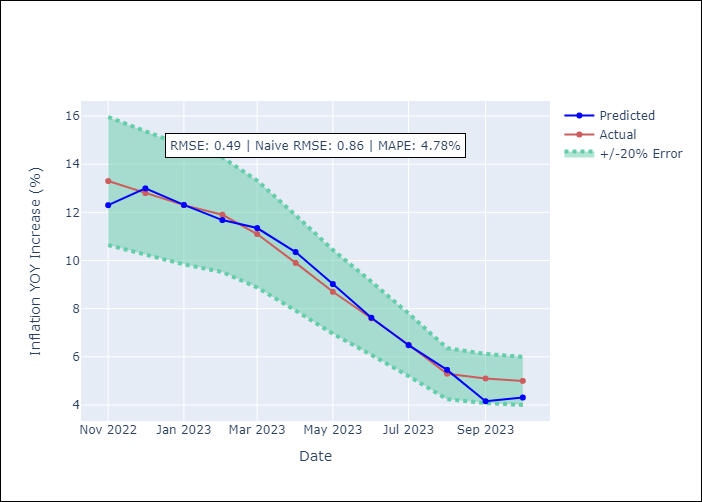 RMSE: 0.49 | Naive RMSE: 0.86 | MAPE: 4.78%
Predicted
Actual
+/-20% Error
Inflation YOY Increase (%)
16
14
12
10
8
6
4
Nov 2022
Jan 2023
Mar 2023
May 2023
Jul 2023
Sep 2023
Date